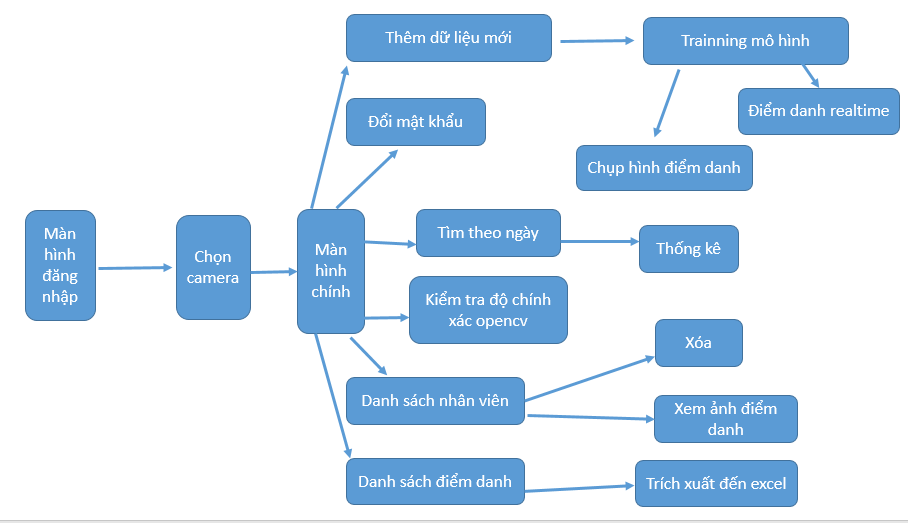 Thêm dữ liệu mới
Trainning mô hình
Điểm danh realtime
Đổi mật khẩu
Chụp hình điểm danh
Màn
hình
đăng
nhập
Chọn
camera
Màn
hình
chính
Tìm theo ngày
Thống kê
Kiểm tra độ chính
xác opencv
Xóa
Danh sách nhân viên
Xem ảnh điểm
danh
Danh sách điểm danh
Trích xuất đến excel